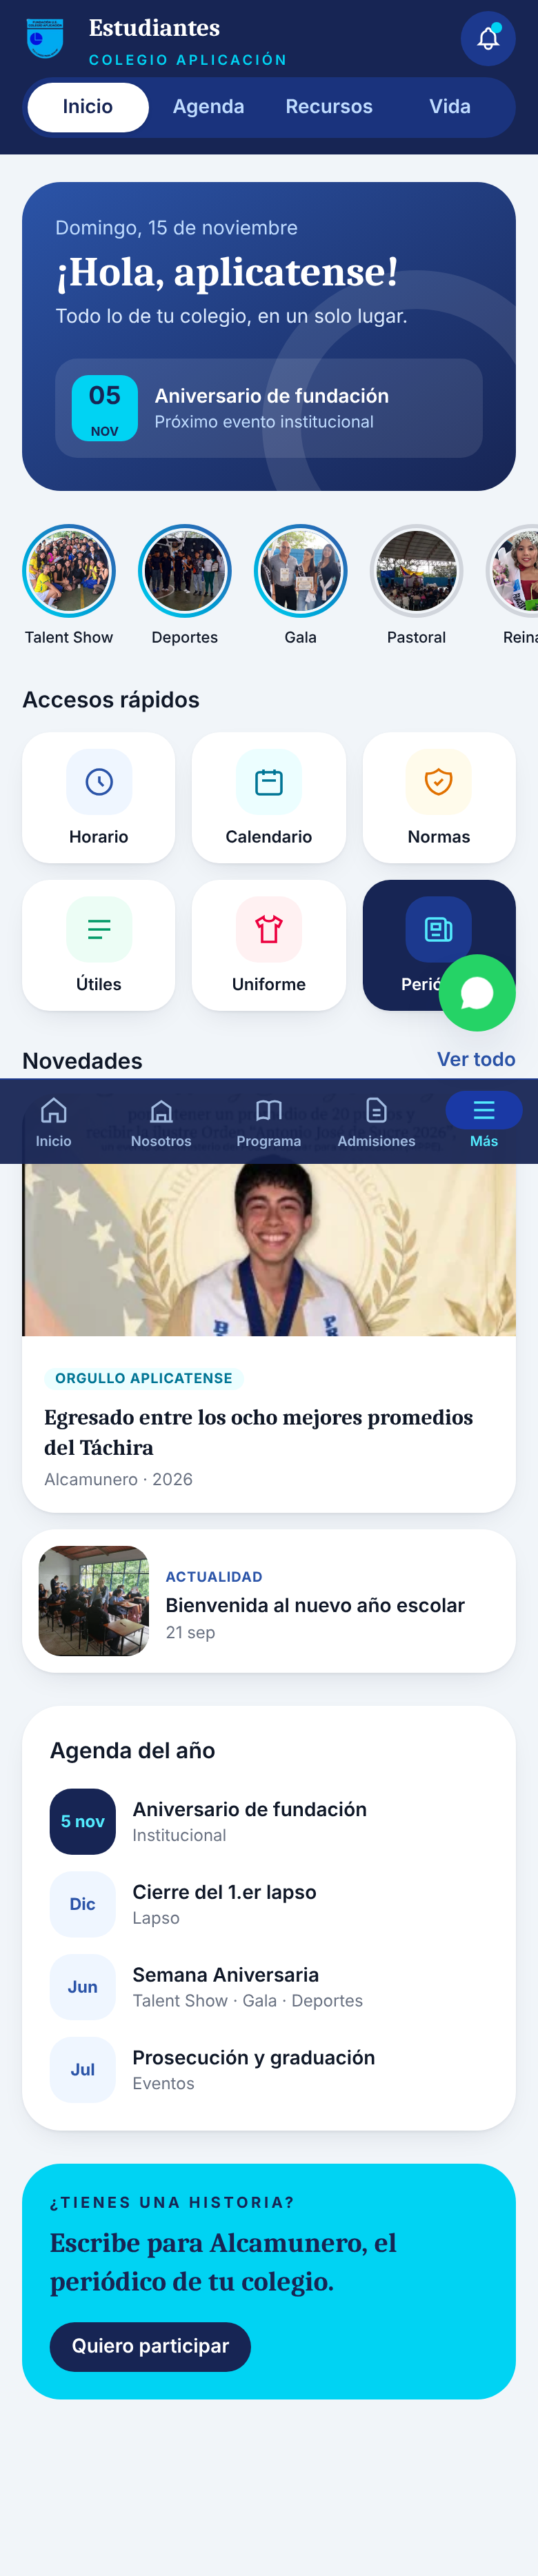 Estudiantes
COLEGIO APLICACIÓN
Inicio
Agenda
Recursos
Vida
Domingo, 15 de noviembre
¡Hola, aplicatense!
Todo lo de tu colegio, en un solo lugar.
05
NOV
Aniversario de fundación
Próximo evento institucional
Talent Show
Deportes
Gala
Pastoral
Rein
Accesos rápidos
Horario
Calendario
Normas
Útiles
Uniforme
Perió
Novedades
Ver todo
Inicio
Nosotros
Programa
Admisiones
Más
ORGULLO APLICATENSE
Egresado entre los ocho mejores promedios
del Táchira
Alcamunero · 2026
ACTUALIDAD
Bienvenida al nuevo año escolar
21 sep
Agenda del año
5 nov
Aniversario de fundación
Institucional
Dic
Cierre del 1.er lapso
Lapso
Jun
Semana Aniversaria
Talent Show · Gala · Deportes
Jul
Prosecución y graduación
Eventos
¿TIENES UNA HISTORIA?
Escribe para Alcamunero, el
periódico de tu colegio.
Quiero participar